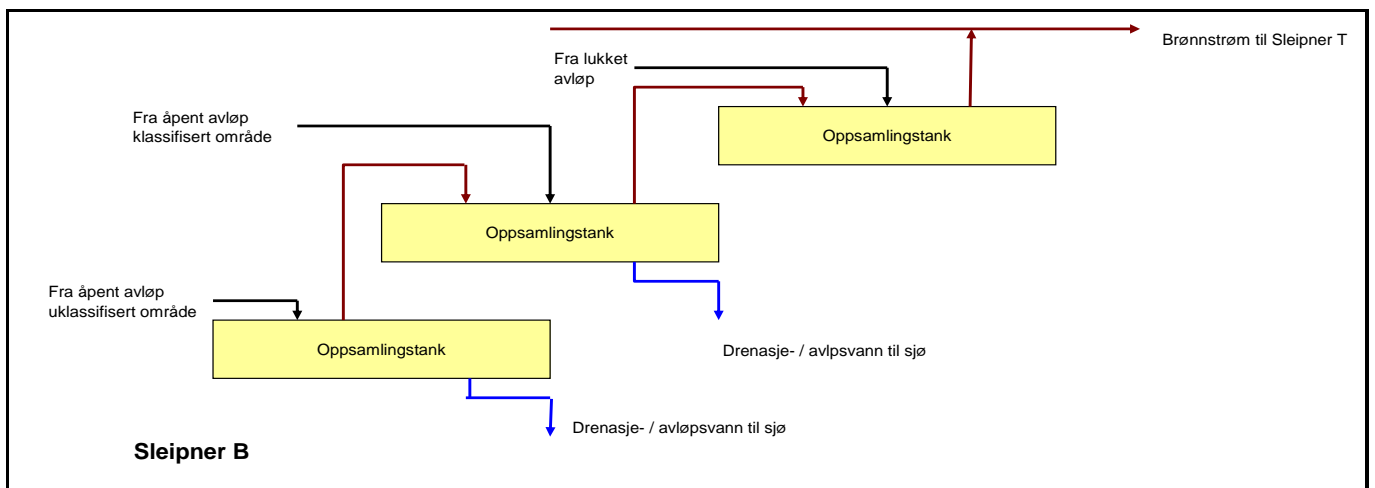 Brønnstrøm til Sleipner T
Fra lukket
avløp
Oppsamlingstank
Fra åpent avløp
klassifisert område
Oppsamlingstank
Fra åpent avløp
uklassifisert område
Oppsamlingstank
Drenasje- / avlpsvann til sjø
Drenasje- / avløpsvann til sjø
Sleipner B